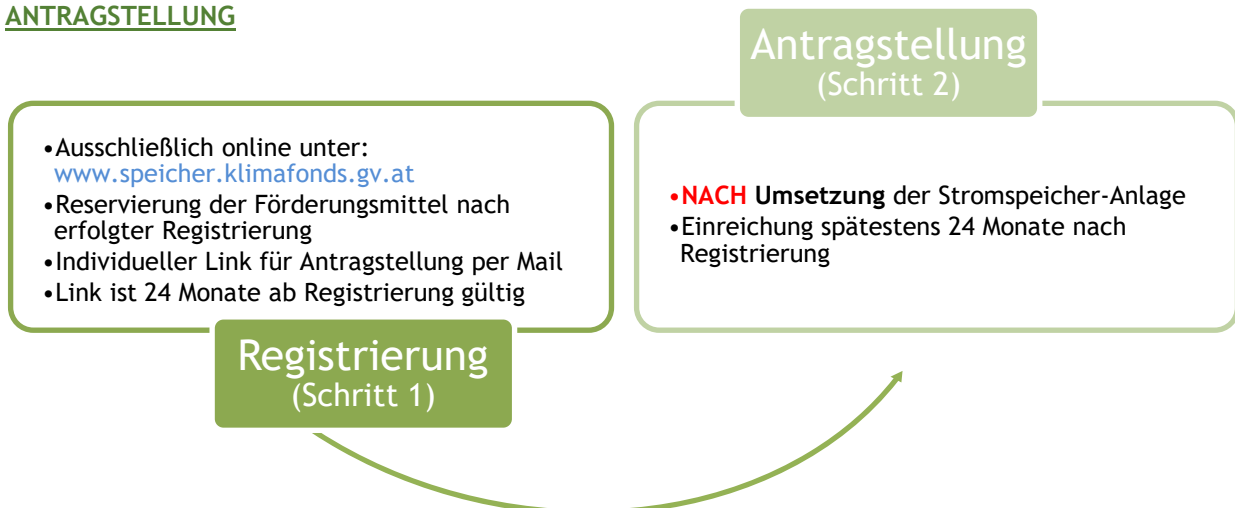 ANTRAGSTELLUNG
•Ausschließlich online unter:
www.speicher.klimafonds.gv.at
•Reservierung der Förderungsmittel nach
erfolgter Registrierung
•Individueller Link für Antragstellung per Mail
•Link ist 24 Monate ab Registrierung gültig
Registrierung
(Schritt 1)
Antragstellung
(Schritt 2)
•NACH Umsetzung der Stromspeicher-Anlage
•Einreichung spätestens 24 Monate nach
Registrierung